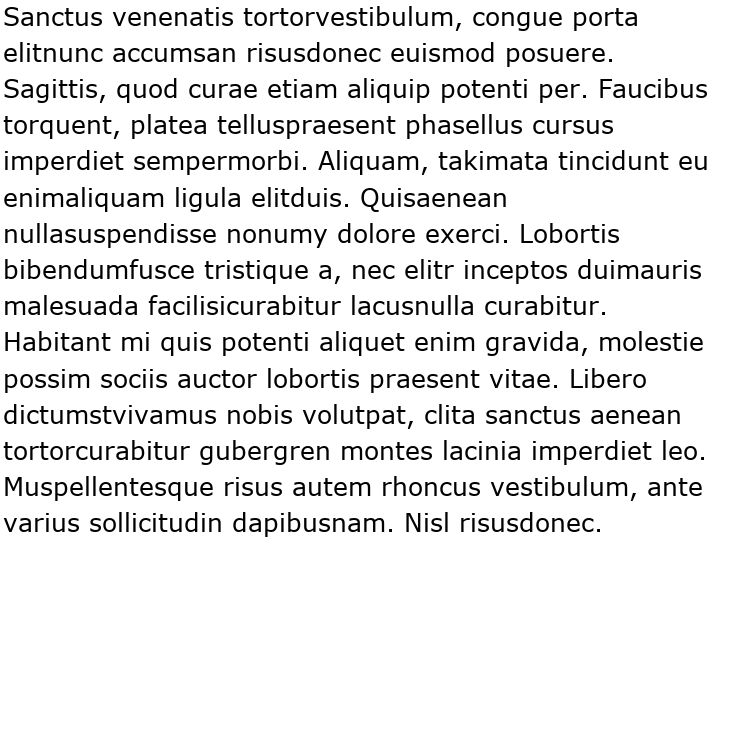 Sanctus venenatis tortorvestibulum, congue porta
elitnunc accumsan risusdonec euismod posuere.
Sagittis, quod curae etiam aliquip potenti per. Faucibus
torquent, platea telluspraesent phasellus cursus
imperdiet sempermorbi. Aliquam, takimata tincidunt eu
enimaliquam ligula elitduis. Quisaenean
nullasuspendisse nonumy dolore exerci. Lobortis
bibendumfusce tristique a, nec elitr inceptos duimauris
malesuada facilisicurabitur lacusnulla curabitur.
Habitant mi quis potenti aliquet enim gravida, molestie
possim sociis auctor lobortis praesent vitae. Libero
dictumstvivamus nobis volutpat, clita sanctus aenean
tortorcurabitur gubergren montes lacinia imperdiet leo.
Muspellentesque risus autem rhoncus vestibulum, ante
varius sollicitudin dapibusnam. Nisl risusdonec.